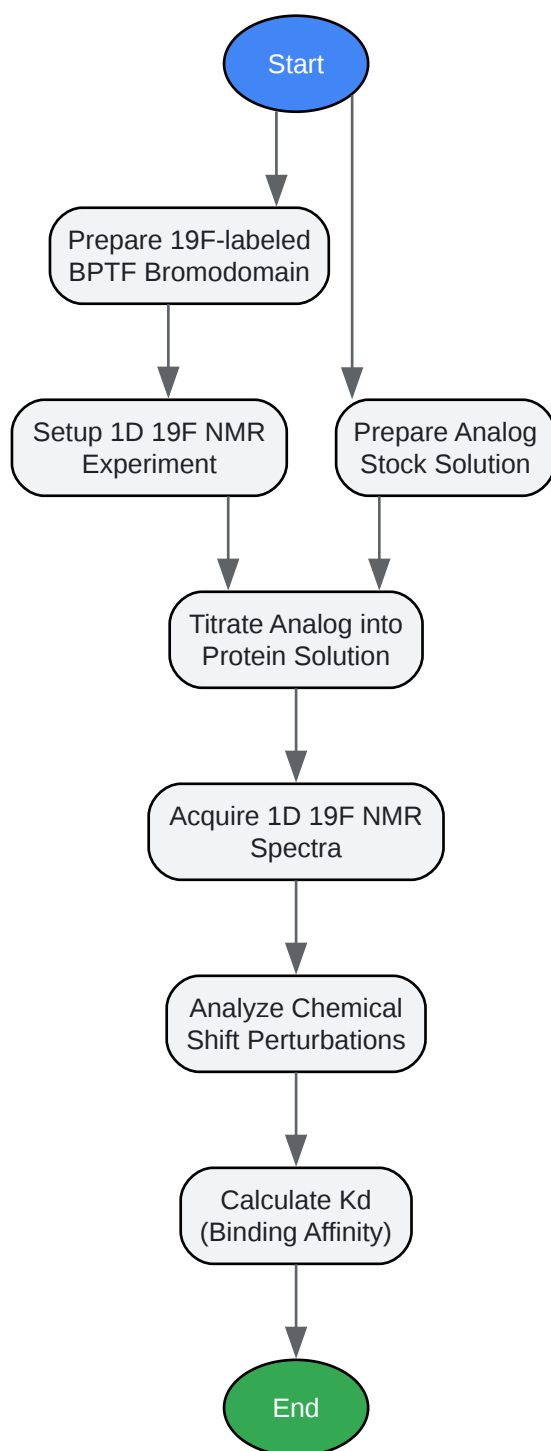 Start
Prepare 19F-labeled
BPTF Bromodomain
Setup 1D 19F NMR
Experiment
Prepare Analog
Stock Solution
Titrate Analog into
Protein Solution
Acquire 1D 19F NMR
Spectra
Analyze Chemical
Shift Perturbations
Calculate Kd
(Binding Affinity)
End